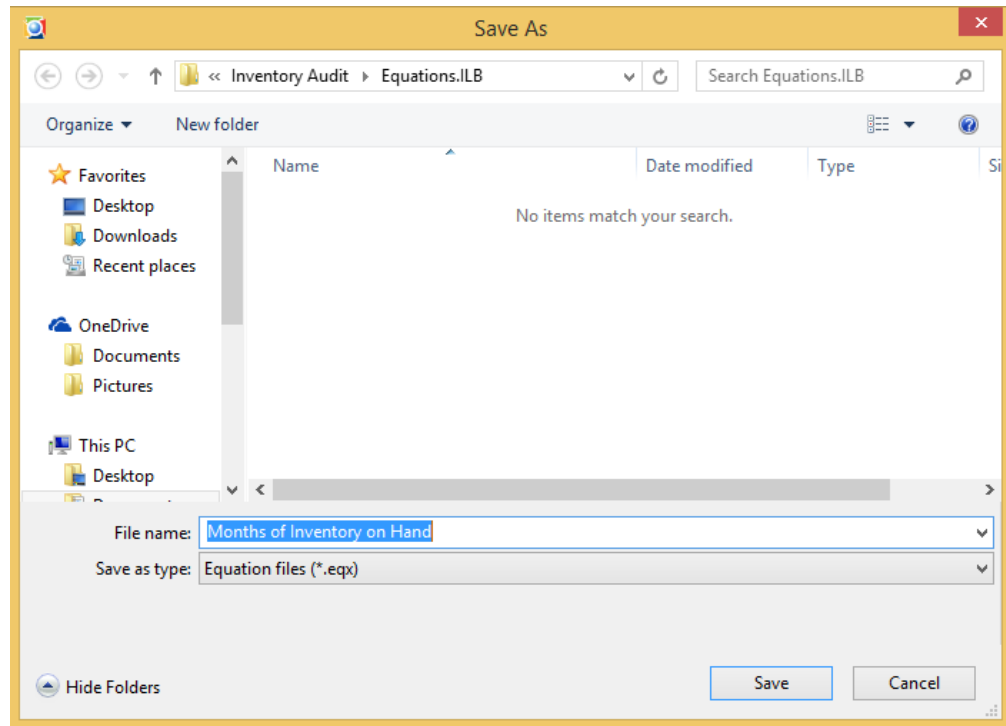 Save As
« Inventory Audit Equations.ILB
Search Equations.ILB
Organize
New folder
Name
Date modified
Type
Si
No items match your search.
Favorites
Desktop
Downloads
Recent places
OneDrive
Documents
Pictures
This PC
Desktop
File name: Months of Inventory on Hand
Save as type: Equation files (*.eqx)
Hide Folders
Save
Cancel